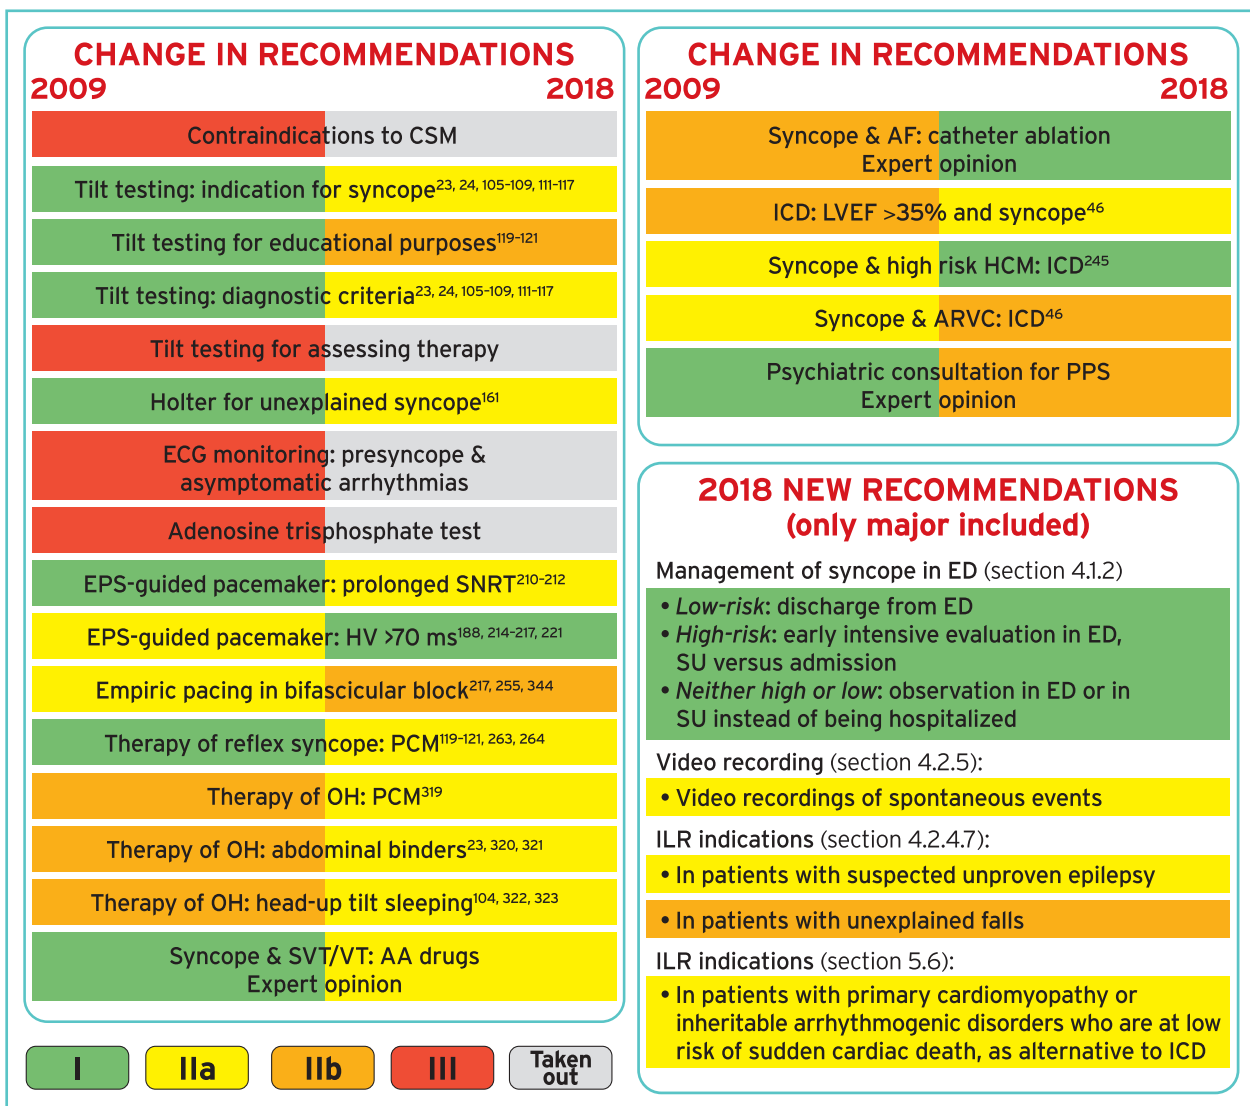 CHANGE IN RECOMMENDATIONS
2009 2018
Contraindications to CSM
Tilt testing: indication for syncope23, 24, 105–109, 111–117
Tilt testing for educational purposes119–121
Tilt testing: diagnostic criteria23, 24, 105–109, 111–117
Tilt testing for assessing therapy
Holter for unexplained syncope161
ECG monitoring: presyncope &
asymptomatic arrhythmias
Adenosine trisphosphate test
EPS-guided pacemaker: prolonged SNRT210–212
EPS-guided pacemaker: HV >70 ms188, 214–217, 221
Empiric pacing in bifascicular block217, 255, 344
Therapy of reflex syncope: PCM119–121, 263, 264
Therapy of OH: PCM319
Therapy of OH: abdominal binders23, 320, 321
Therapy of OH: head-up tilt sleeping104, 322, 323
Syncope & SVT/VT: AA drugs
Expert opinion
I
IIa
IIb
III
Taken
out
CHANGE IN RECOMMENDATIONS
2009 2018
Syncope & AF: catheter ablation
Expert opinion
ICD: LVEF >35% and syncope46
Syncope & high risk HCM: ICD245
Syncope & ARVC: ICD46
Psychiatric consultation for PPS
Expert opinion
2018 NEW RECOMMENDATIONS
(only major included)
Management of syncope in ED (section 4.1.2)
• Low-risk: discharge from ED
• High-risk: early intensive evaluation in ED,
SU versus admission
• Neither high or low: observation in ED or in
SU instead of being hospitalized
Video recording (section 4.2.5):
• Video recordings of spontaneous events
ILR indications (section 4.2.4.7):
• In patients with suspected unproven epilepsy
• In patients with unexplained falls
ILR indications (section 5.6):
• In patients with primary cardiomyopathy or
inheritable arrhythmogenic disorders who are at low
risk of sudden cardiac death, as alternative to ICD